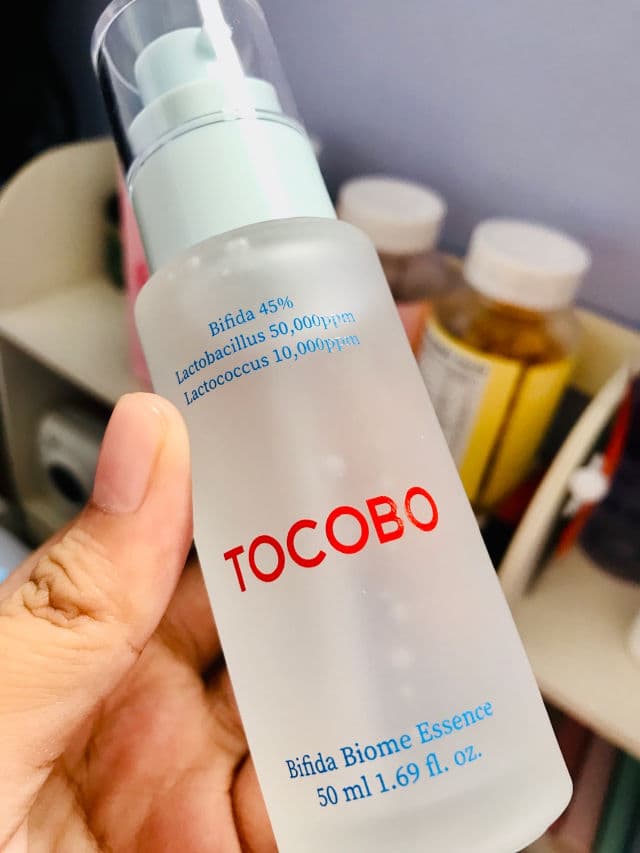 Bifida 45%
Lactobacillus 50,000ppm
Lactococcus 10,000ppm
TOCOBO
Bifida Biome Essence
50 ml 1.69 fl. oz.